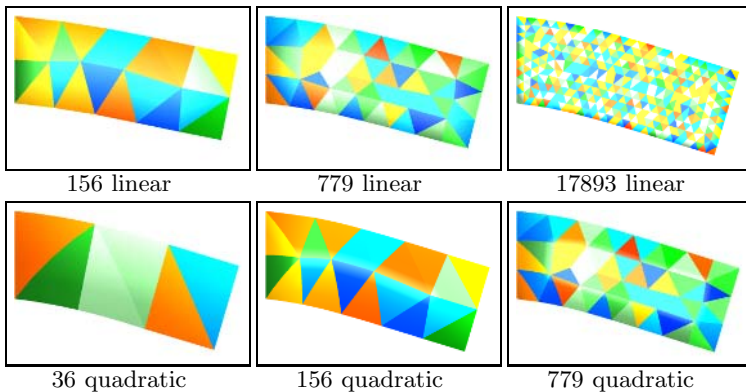 156 linear
779 linear
17893 linear
36 quadratic
156 quadratic
779 quadratic